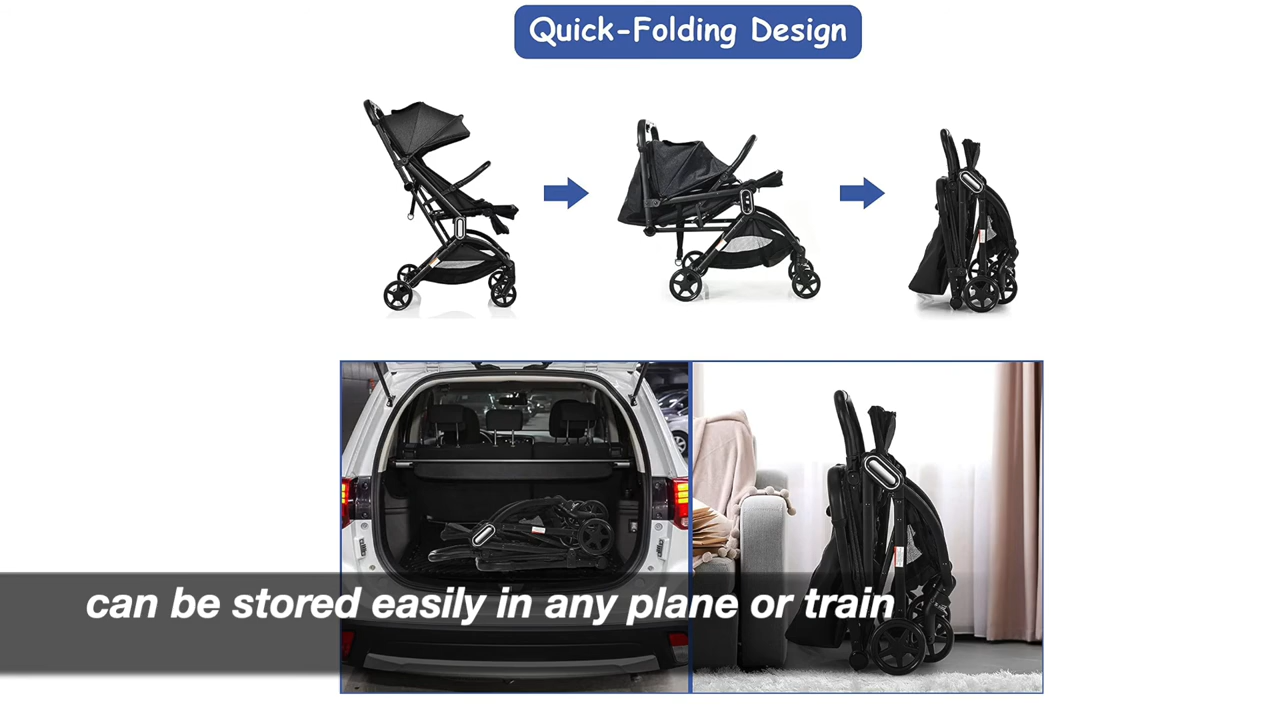 Quick-Folding Design
can be stored easily in any plane or train